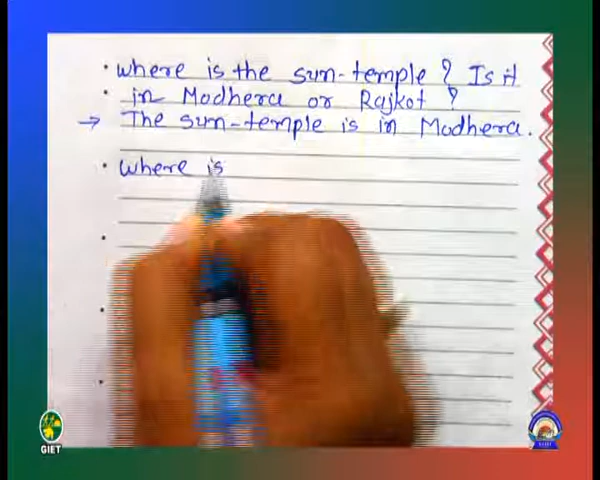 • Where is the sun-temple ? Is it
• in Modhera or Rajkot ?
→ The sun-temple is in Modhera.
• Where is
GIET